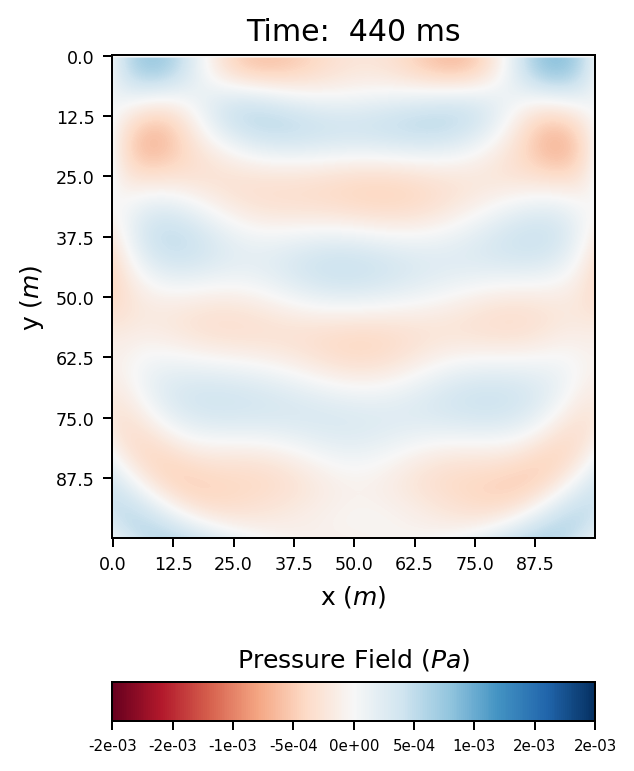 Time:  440 ms
0.0
12.5
25.0
37.5
50.0
62.5
75.0
87.5
y (m)
0.0 12.5 25.0 37.5 50.0 62.5 75.0 87.5
x (m)
Pressure Field (Pa)
-2e-03 -2e-03 -1e-03 -5e-04 0e+00 5e-04 1e-03 2e-03 2e-03